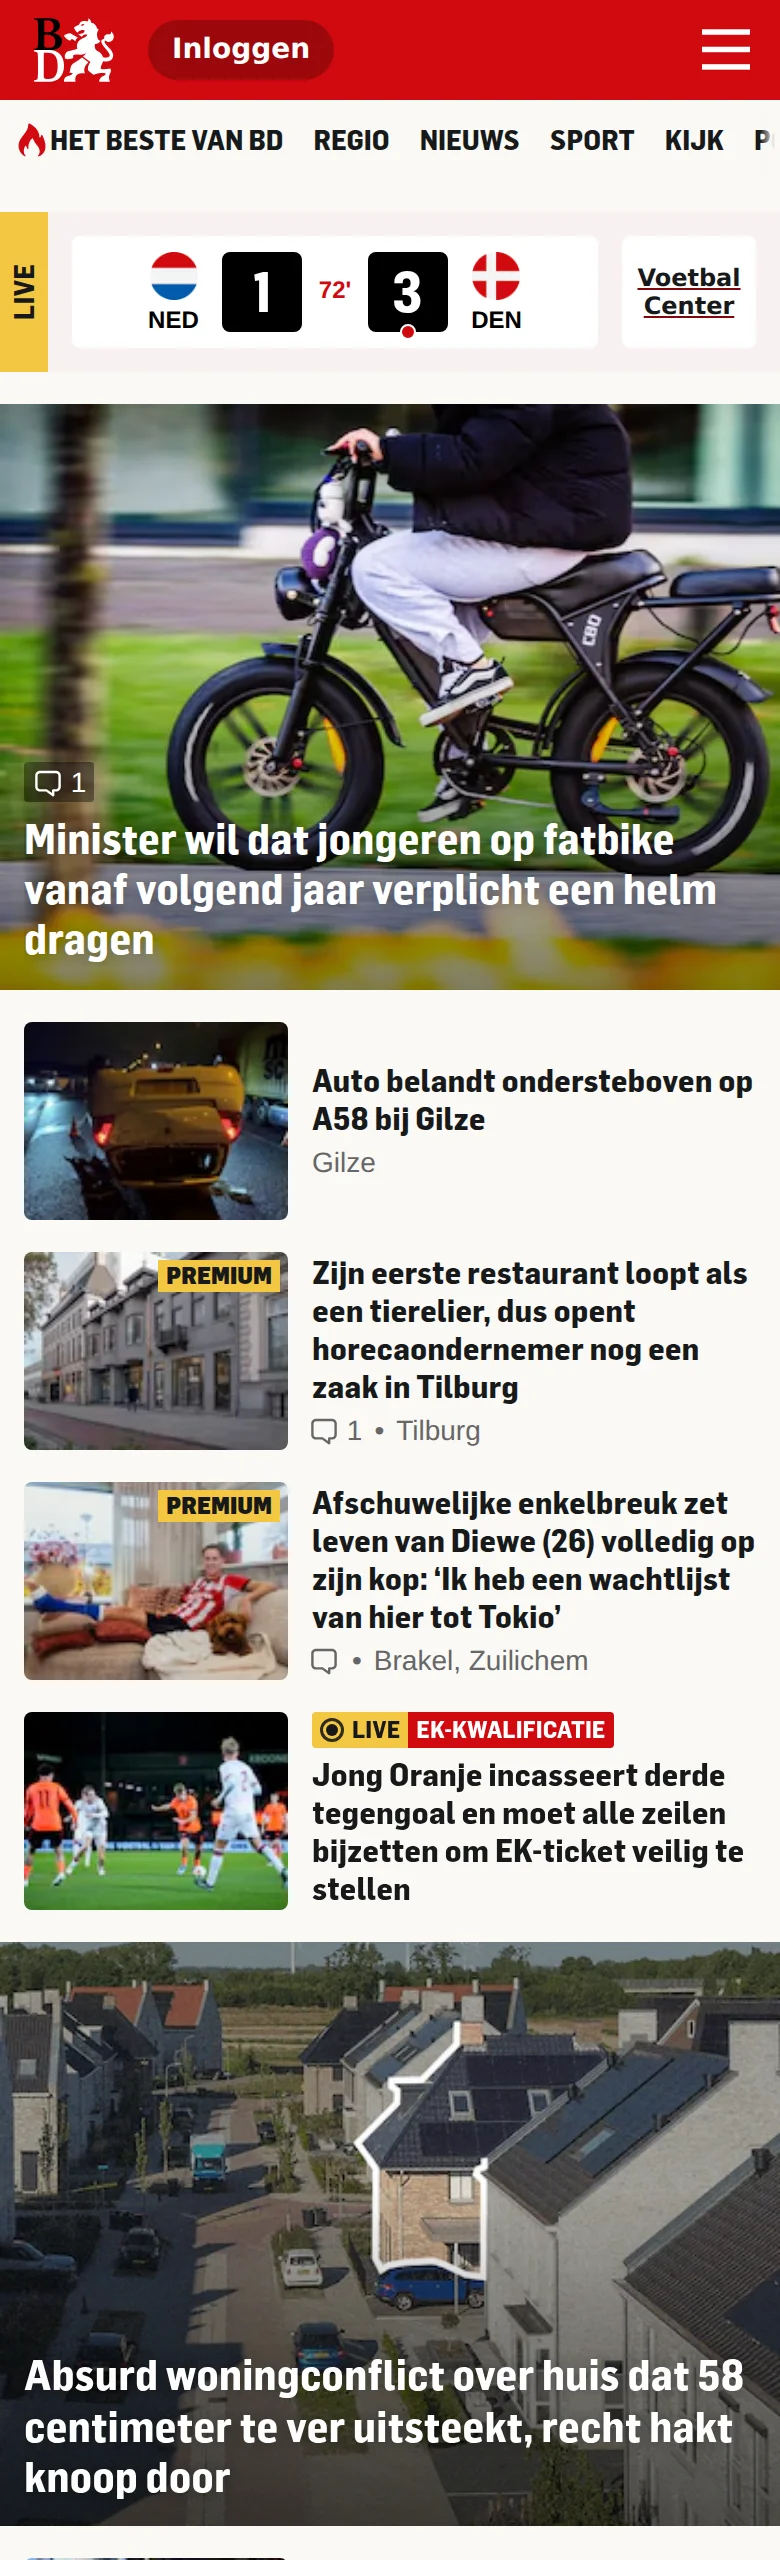 B
D
Inloggen
HET BESTE VAN BD REGIO NIEUWS SPORT KIJK
LIVE
NED
1
72'
3
DEN
Voetbal
Center
CBO
1
Minister wil dat jongeren op fatbike
vanaf volgend jaar verplicht een helm
dragen
Auto belandt ondersteboven op
A58 bij Gilze
Gilze
PREMIUM
Zijn eerste restaurant loopt als
een tierelier, dus opent
horecaondernemer nog een
zaak in Tilburg
1 • Tilburg
PREMIUM
Afschuwelijke enkelbreuk zet
leven van Diewe (26) volledig op
zijn kop: ‘Ik heb een wachtlijst
van hier tot Tokio’
• Brakel, Zuilichem
LIVE EK-KWALIFICATIE
Jong Oranje incasseert derde
tegengoal en moet alle zeilen
bijzetten om EK-ticket veilig te
stellen
Absurd woningconflict over huis dat 58
centimeter te ver uitsteekt, recht hakt
knoop door